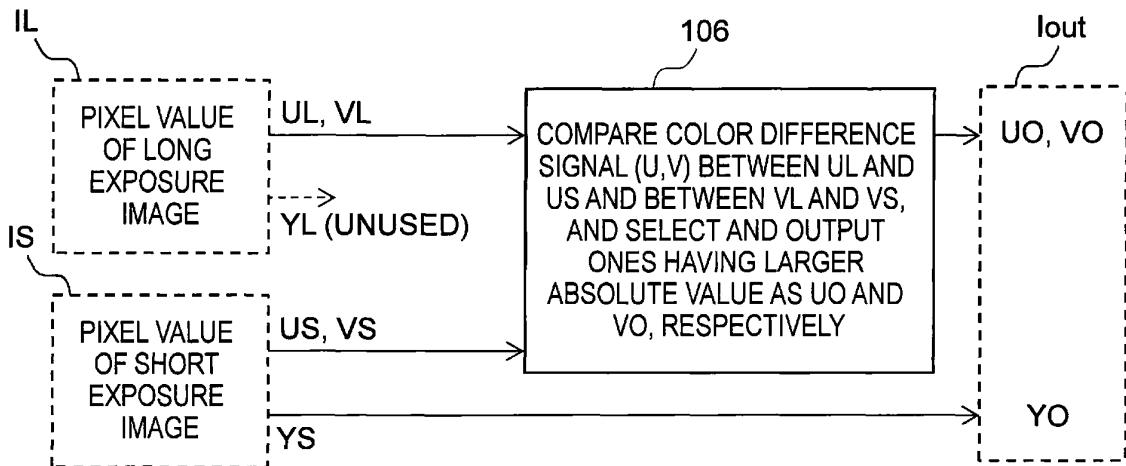 IL
PIXEL VALUE
OF LONG
EXPOSURE
IMAGE
UL, VL
YL (UNUSED)
IS
PIXEL VALUE
OF SHORT
EXPOSURE
IMAGE
US, VS
YS
106
COMPARE COLOR DIFFERENCE
SIGNAL (U,V) BETWEEN UL AND
US AND BETWEEN VL AND VS,
AND SELECT AND OUTPUT
ONES HAVING LARGER
ABSOLUTE VALUE AS UO AND
VO, RESPECTIVELY
Iout
UO, VO
YO